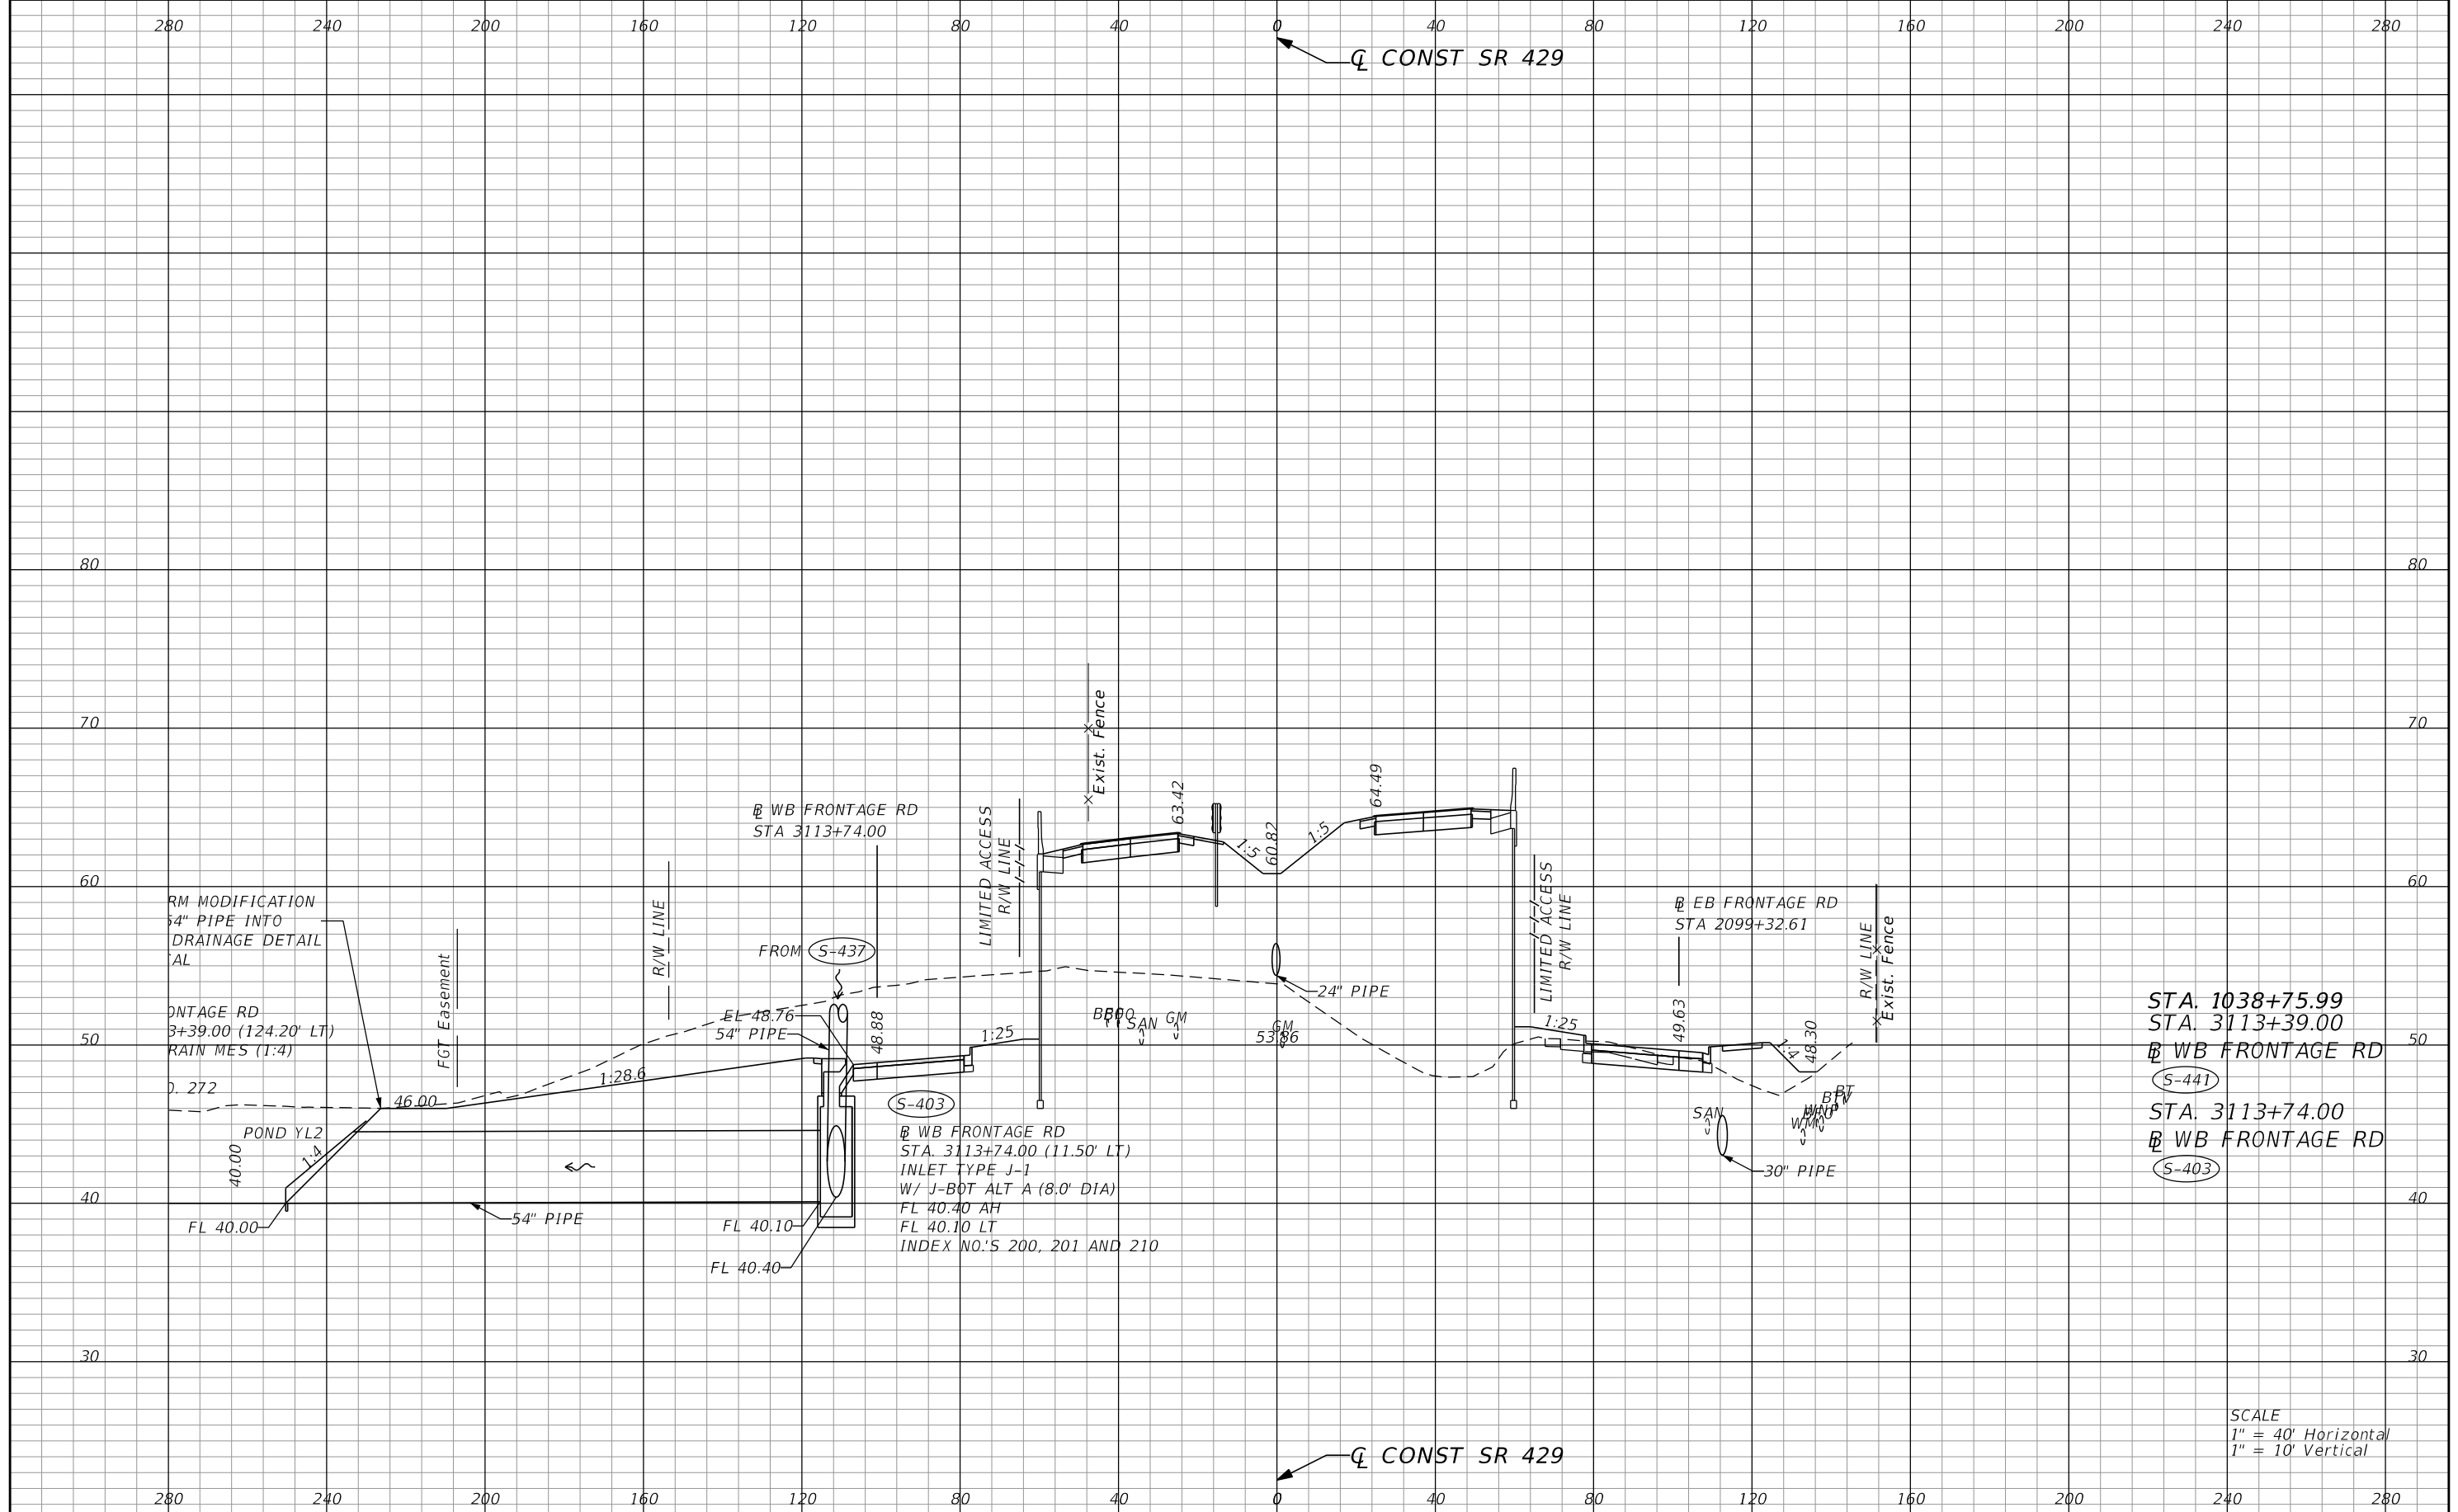 280 240 200 160 120 80 40 0 40 80 120 160 200 240 280
℄ CONST SR 429
80 80
70 70
60 60
50 50
40 40
30 30
Exist. Fence
63.42
64.49
60.82
1:5
1:5
℄ WB FRONTAGE RD
STA 3113+74.00
LIMITED ACCESS
R/W LINE
R/W LINE
FGT Easement
RM MODIFICATION
54" PIPE INTO
DRAINAGE DETAIL
ONTAGE RD
3+39.00 (124.20' LT)
RAIN MES (1:4)
0. 272
FROM S-437
EL 48.76
54" PIPE
48.88
1:25
1:28.6
46.00
POND YL2
1:4
40.00
FL 40.00
54" PIPE
FL 40.10
FL 40.40
S-403
℄ WB FRONTAGE RD
STA. 3113+74.00 (11.50' LT)
INLET TYPE J-1
W/ J-BOT ALT A (8.0' DIA)
FL 40.40 AH
FL 40.10 LT
INDEX NO.'S 200, 201 AND 210
SAN
GM
24" PIPE
GM
53.86
LIMITED ACCESS
R/W LINE
1:25
B EB FRONTAGE RD
STA 2099+32.61
49.63
1:4
48.30
R/W LINE
Exist. Fence
SAN
BT
30" PIPE
STA. 1038+75.99
STA. 3113+39.00
B WB FRONTAGE RD
S-441
STA. 3113+74.00
B WB FRONTAGE RD
S-403
SCALE
1" = 40' Horizontal
1" = 10' Vertical
℄ CONST SR 429
280 240 200 160 120 80 40 0 40 80 120 160 200 240 280